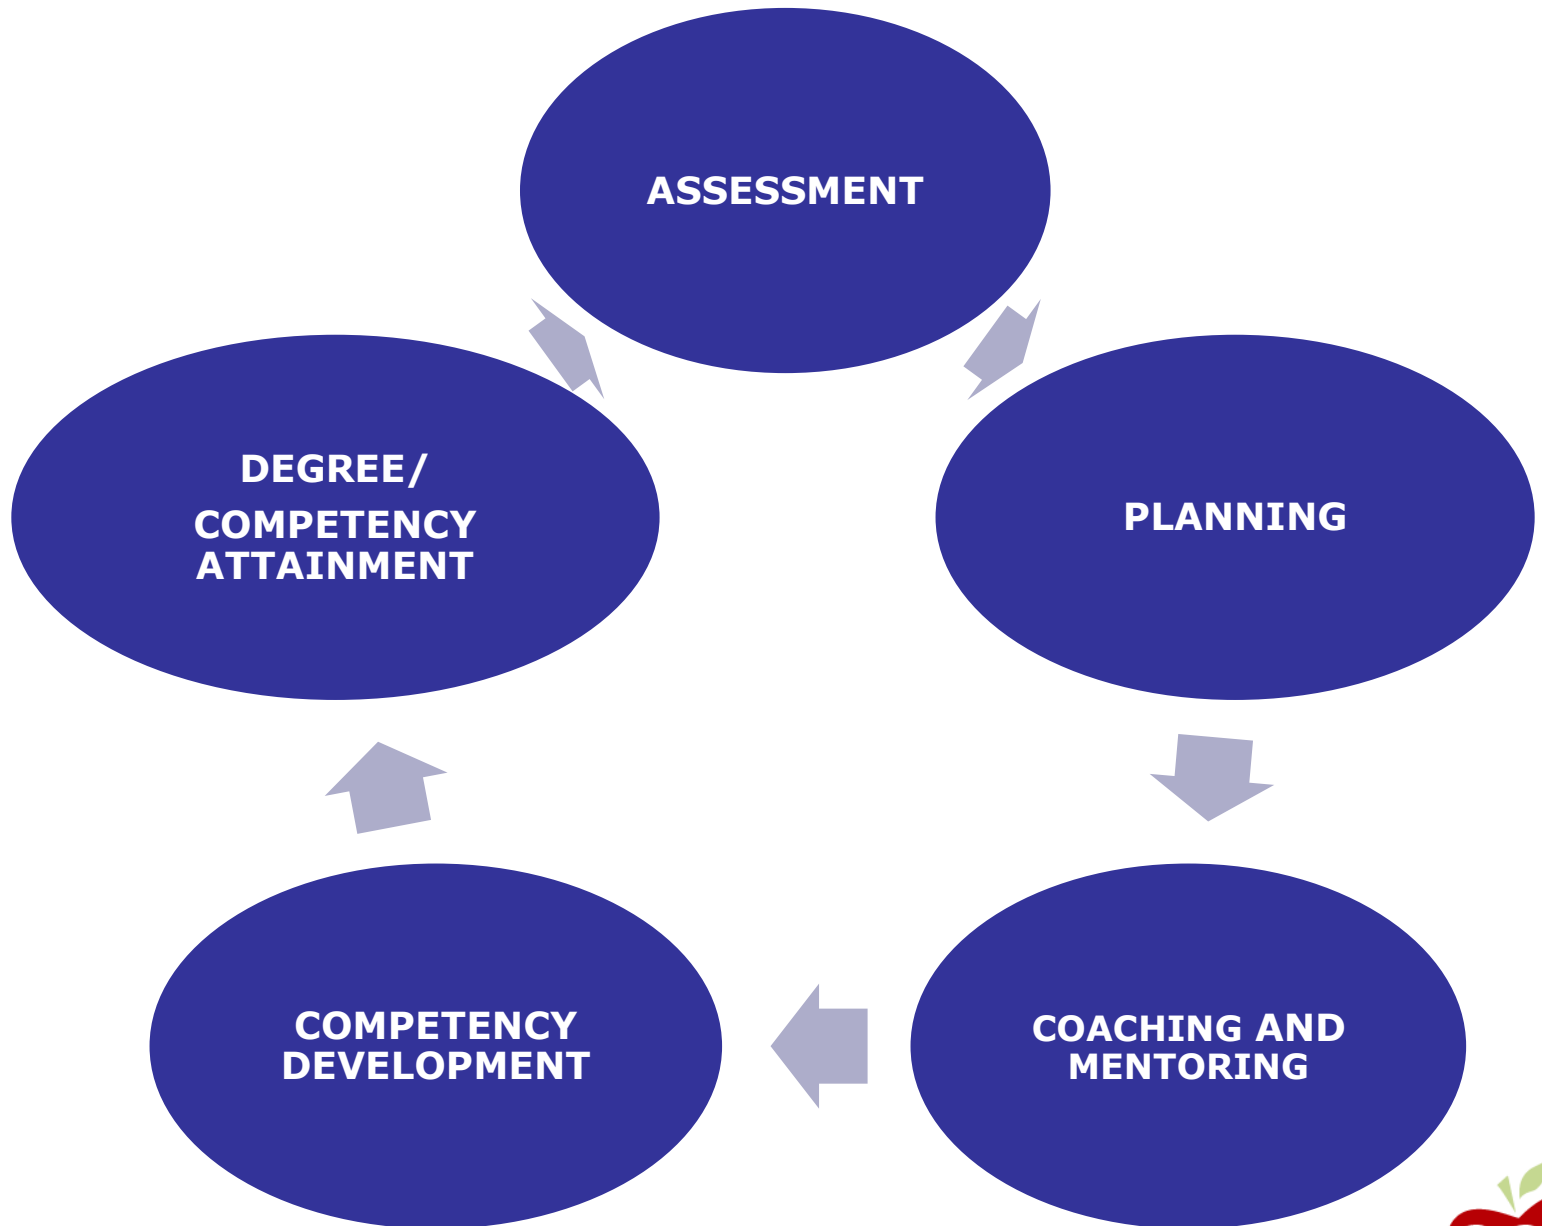 ASSESSMENT
PLANNING
COACHING AND
MENTORING
COMPETENCY
DEVELOPMENT
DEGREE/
COMPETENCY
ATTAINMENT